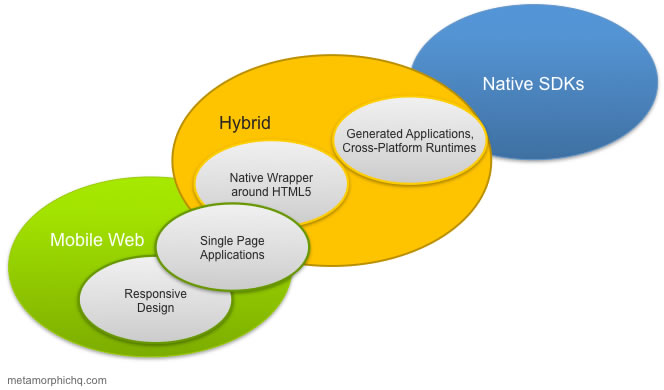 Native SDKs
Hybrid
Generated Applications,
Cross-Platform Runtimes
Native Wrapper
around HTML5
Mobile Web
Single Page
Applications
Responsive
Design
metamorphichq.com